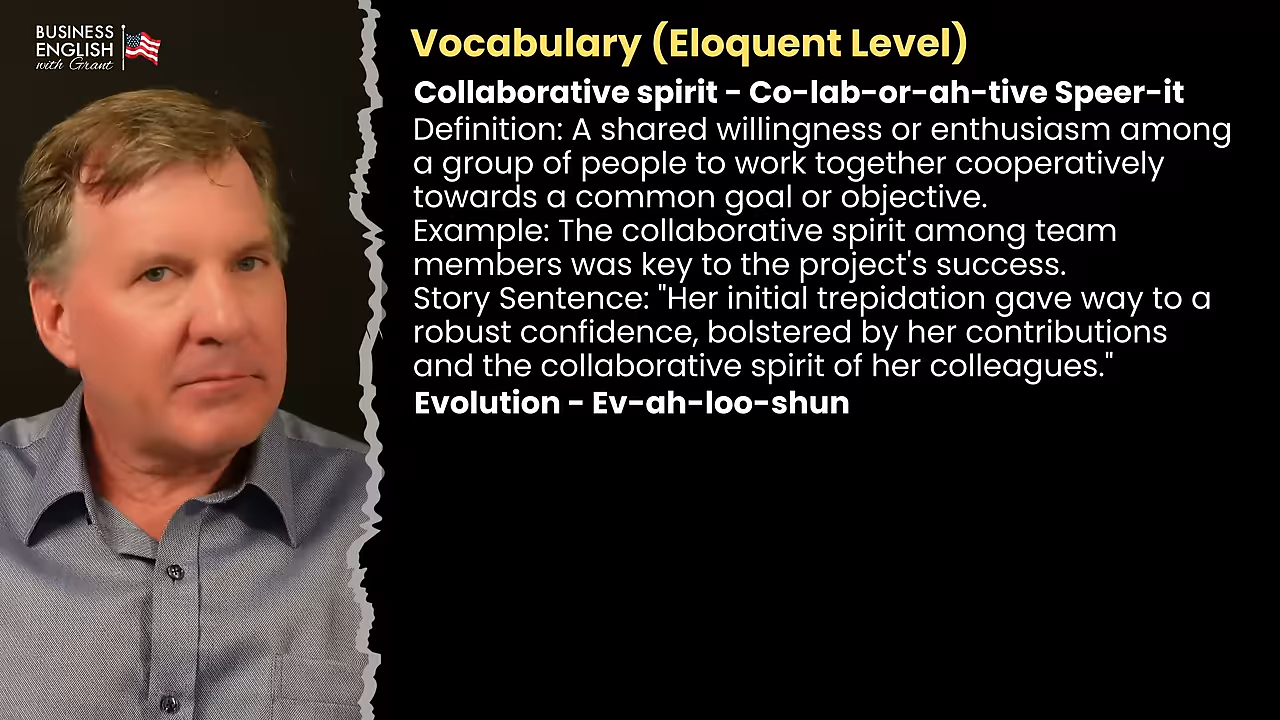 BUSINESS
ENGLISH
with Grant
Vocabulary (Eloquent Level)
Collaborative spirit - Co-lab-or-ah-tive Speer-it
Definition: A shared willingness or enthusiasm among
a group of people to work together cooperatively
towards a common goal or objective.
Example: The collaborative spirit among team
members was key to the project's success.
Story Sentence: "Her initial trepidation gave way to a
robust confidence, bolstered by her contributions
and the collaborative spirit of her colleagues."
Evolution - Ev-ah-loo-shun